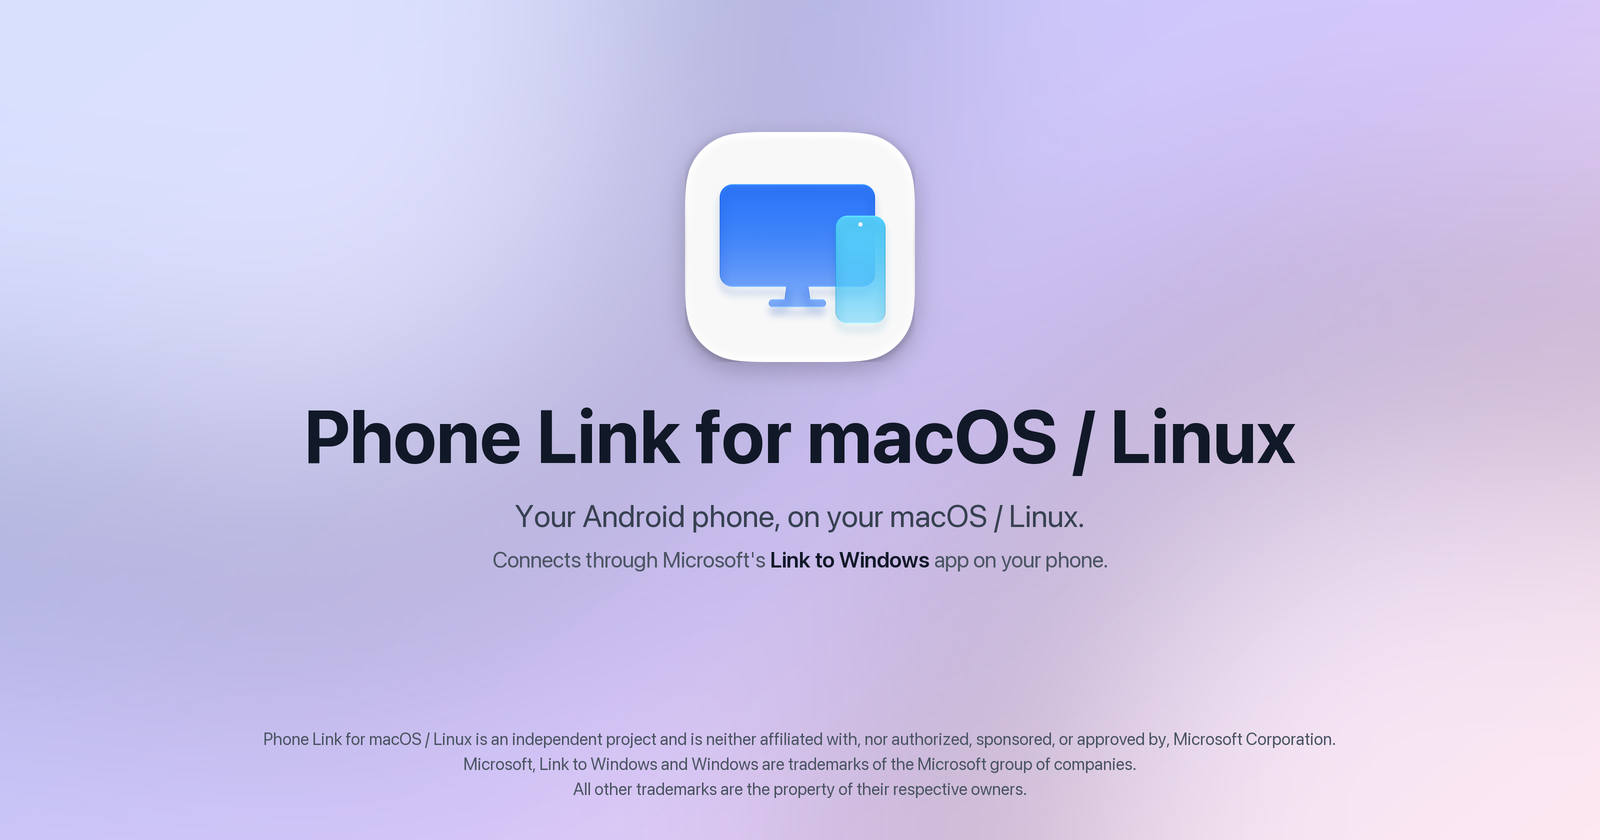 Phone Link for macOS / Linux
Your Android phone, on your macOS / Linux.
Connects through Microsoft's Link to Windows app on your phone.
Phone Link for macOS / Linux is an independent project and is neither affiliated with, nor authorized, sponsored, or approved by, Microsoft Corporation.
Microsoft, Link to Windows and Windows are trademarks of the Microsoft group of companies.
All other trademarks are the property of their respective owners.